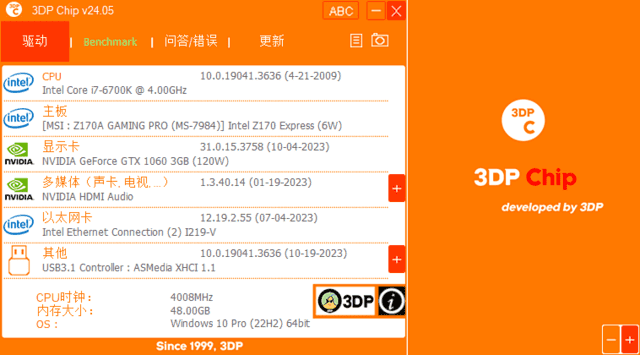 3DP C
3DP Chip v24.05
ABC
驱动 | Benchmark | 问答/错误 | 更新
intel
CPU 10.0.19041.3636 (4-21-2009)
Intel Core i7-6700K @ 4.00GHz
intel
主板
[MSI : Z170A GAMING PRO (MS-7984)] Intel Z170 Express (6W)
NVIDIA
显示卡 31.0.15.3758 (10-04-2023)
NVIDIA GeForce GTX 1060 3GB (120W)
NVIDIA
多媒体（声卡,电视,...） 1.3.40.14 (01-19-2023)
NVIDIA HDMI Audio
+
intel
以太网卡 12.19.2.55 (07-04-2023)
Intel Ethernet Connection (2) I219-V
其他 10.0.19041.3636 (10-19-2023)
USB3.1 Controller : ASMedia XHCI 1.1
+
CPU时钟： 4008MHz
内存大小： 48.00GB
OS： Windows 10 Pro (22H2) 64bit
3DP i
Since 1999, 3DP
3DP
C
3DP Chip
developed by 3DP
− +